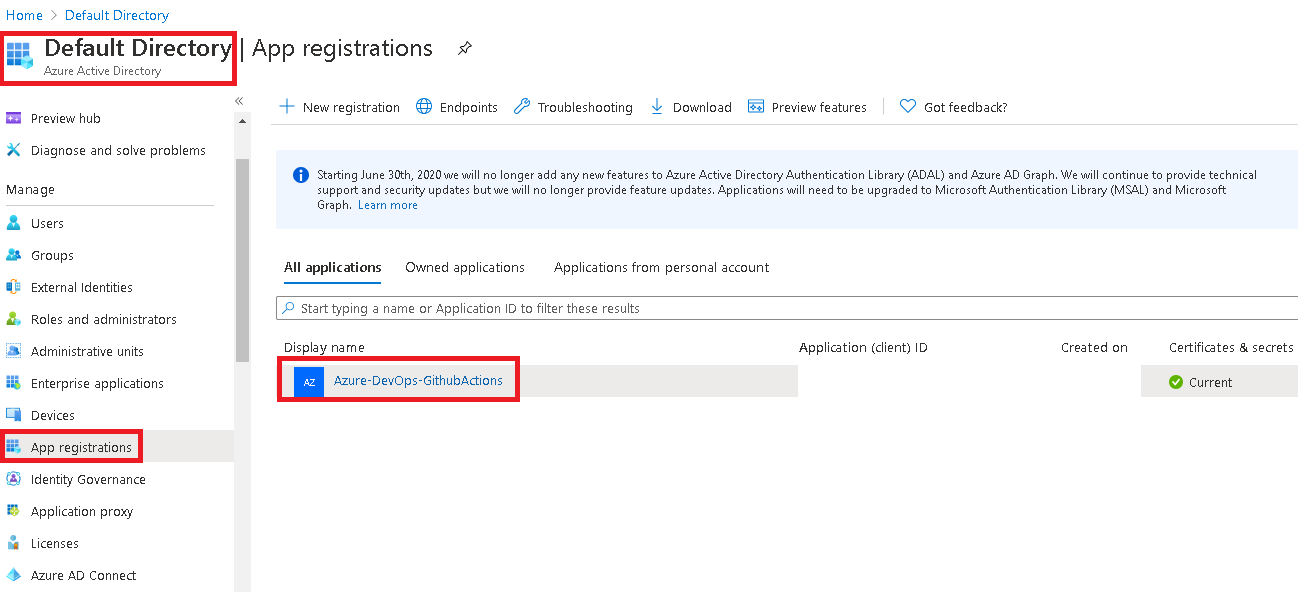 Home > Default Directory
Default Directory | App registrations
Azure Active Directory
«
Preview hub
Diagnose and solve problems
Manage
Users
Groups
External Identities
Roles and administrators
Administrative units
Enterprise applications
Devices
App registrations
Identity Governance
Application proxy
Licenses
Azure AD Connect
New registration Endpoints Troubleshooting Download Preview features Got feedback?
Starting June 30th, 2020 we will no longer add any new features to Azure Active Directory Authentication Library (ADAL) and Azure AD Graph. We will continue to provide technical
support and security updates but we will no longer provide feature updates. Applications will need to be upgraded to Microsoft Authentication Library (MSAL) and Microsoft
Graph. Learn more
All applications Owned applications Applications from personal account
Start typing a name or Application ID to filter these results
Display name Application (client) ID Created on Certificates & secrets
AZ Azure-DevOps-GithubActions Current